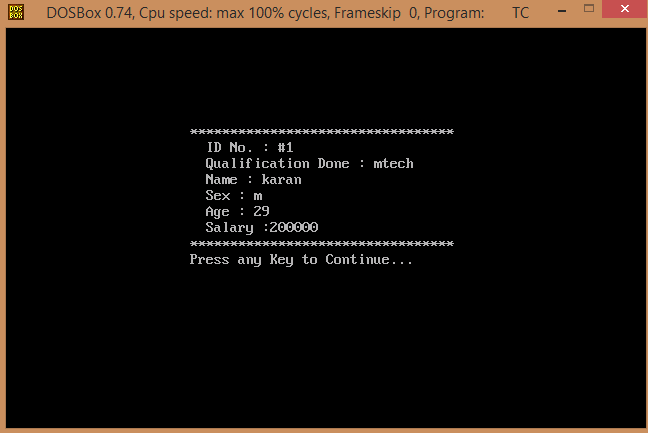 DOS BOX
DOSBox 0.74, Cpu speed: max 100% cycles, Frameskip 0, Program: TC
*********************************
ID No. : #1
Qualification Done : mtech
Name : karan
Sex : m
Age : 29
Salary :200000
*********************************
Press any Key to Continue...